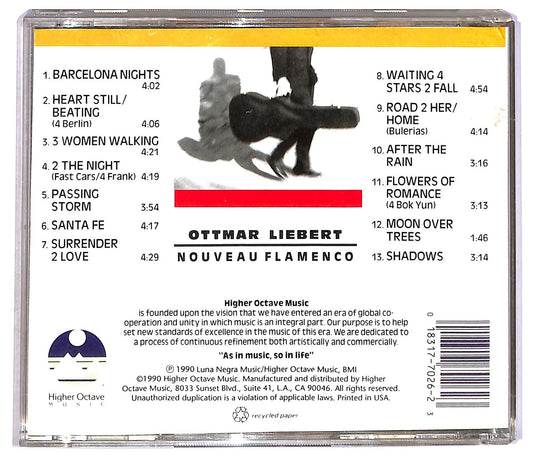 1. BARCELONA NIGHTS
4:02
2. HEART STILL/
BEATING
(4 Berlin) 4:06
3. 3 WOMEN WALKING
4:21
4. 2 THE NIGHT
(Fast Cars/4 Frank) 4:19
5. PASSING
STORM 3:54
6. SANTA FE 4:17
7. SURRENDER
2 LOVE 4:29
8. WAITING 4
STARS 2 FALL 4:54
9. ROAD 2 HER/
HOME
(Bulerias) 4:14
10. AFTER THE
RAIN 3:16
11. FLOWERS OF
ROMANCE
(4 Bok Yun) 3:13
12. MOON OVER
TREES 1:46
13. SHADOWS 3:14
OTTMAR LIEBERT
NOUVEAU FLAMENCO
Higher Octave Music
is founded upon the vision that we have entered an era of global co-
operation and unity in which music is an integral part. Our purpose is to help
set new standards of excellence in the music of this era. We are dedicated
to a process of continuous refinement both artistically and commercially.
"As in music, so in life"
℗ 1990 Luna Negra Music/Higher Octave Music, BMI
©1990 Higher Octave Music. Manufactured and distributed by Higher
Octave Music, 8033 Sunset Blvd., Suite 41, L.A., CA 90046. All rights reserved.
Unauthorized duplication is a violation of applicable laws. Printed in USA.
recycled paper
Higher Octave
MUSIC
0 18317-7026-2 3